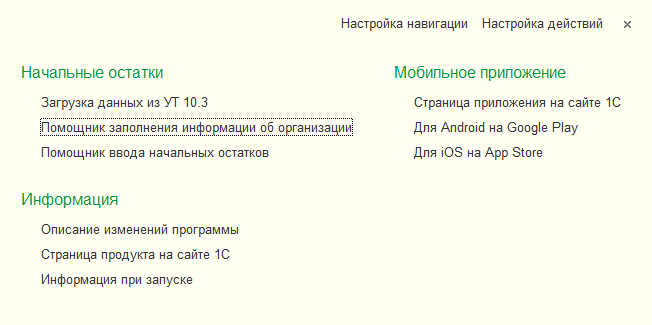 Настройка навигации Настройка действий ×
Начальные остатки
Загрузка данных из УТ 10.3
Помощник заполнения информации об организации
Помощник ввода начальных остатков
Информация
Описание изменений программы
Страница продукта на сайте 1С
Информация при запуске
Мобильное приложение
Страница приложения на сайте 1С
Для Android на Google Play
Для iOS на App Store